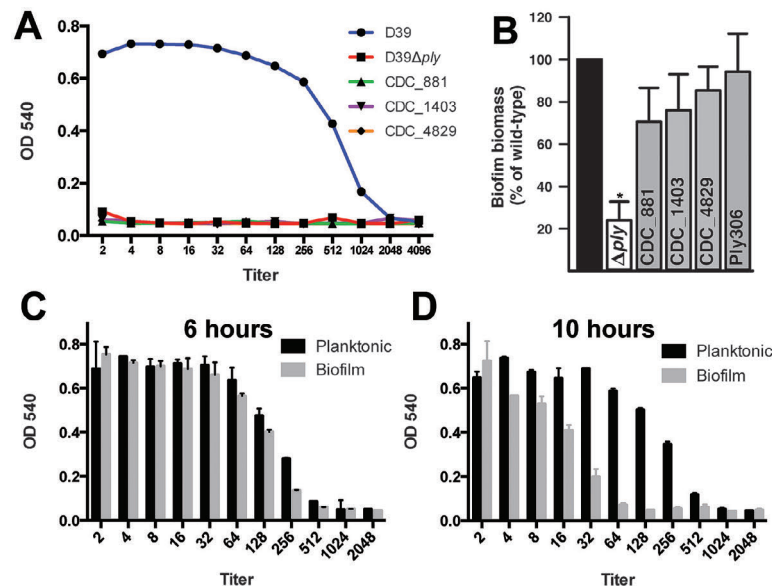 A
D39
D39Δply
CDC_881
CDC_1403
CDC_4829
OD 540
0.8
0.6
0.4
0.2
0.0
2 4 8 16 32 64 128 256 512 1024 2048 4096
Titer
B
Biofim biomass
(% of wild-type)
120
100
80
60
40
20
*
Δply
CDC_881
CDC_1403
CDC_4829
Ply306
C
6 hours
Planktonic
Biofilm
OD 540
0.8
0.6
0.4
0.2
0.0
2 4 8 16 32 64 128 256 512 1024 2048
Titer
D
10 hours
Planktonic
Biofilm
OD 540
0.8
0.6
0.4
0.2
0.0
2 4 8 16 32 64 128 256 512 1024 2048
Titer